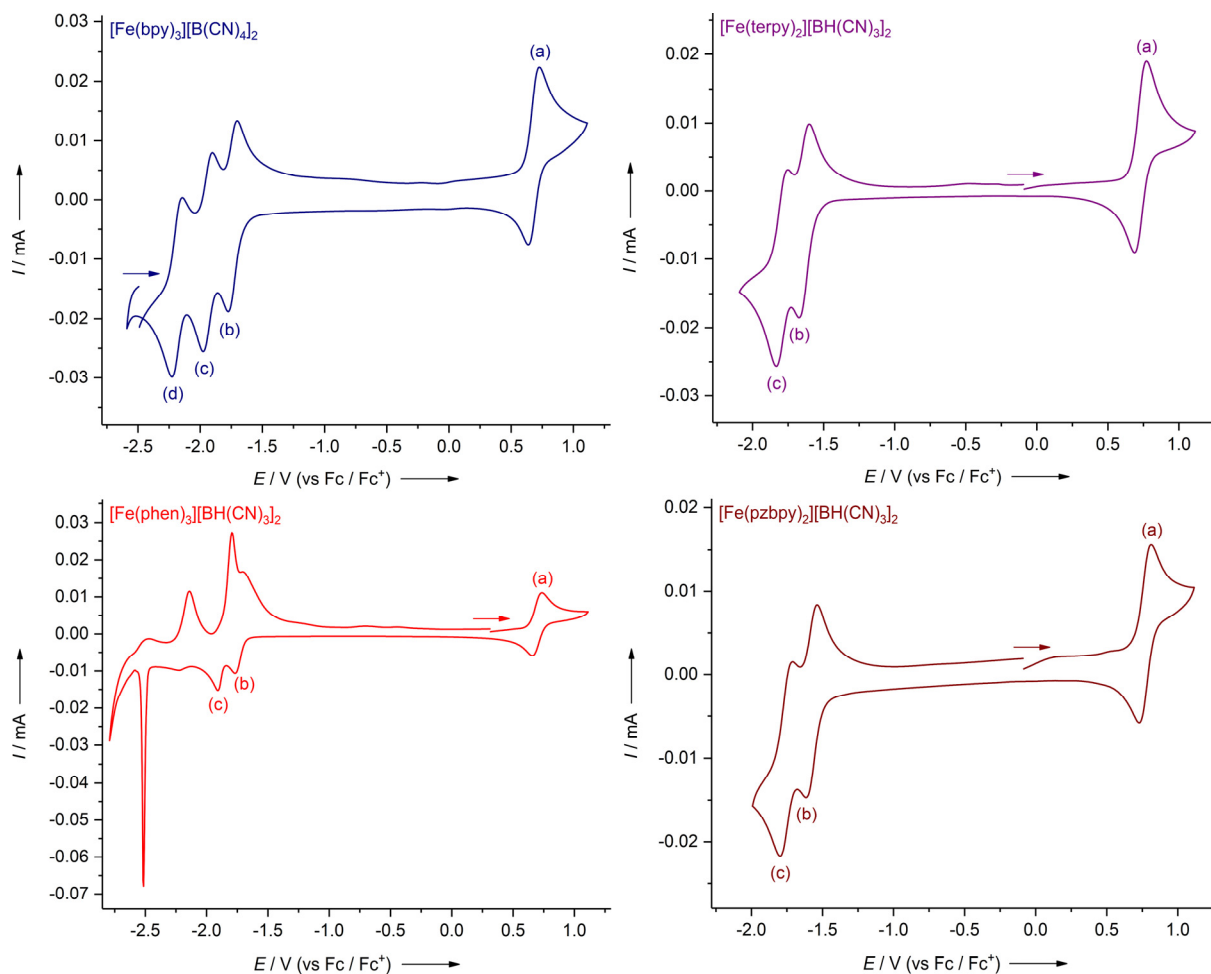 [Fe(bpy)₃][B(CN)₄]₂
(a)
(b)
(c)
(d)
0.03
0.02
0.01
0.00
-0.01
-0.02
-0.03
I / mA
-2.5 -2.0 -1.5 -1.0 -0.5 0.0 0.5 1.0
E / V (vs Fc / Fc⁺)
[Fe(terpy)₂][BH(CN)₃]₂
(a)
(b)
(c)
0.02
0.01
0.00
-0.01
-0.02
-0.03
I / mA
-2.0 -1.5 -1.0 -0.5 0.0 0.5 1.0
E / V (vs Fc / Fc⁺)
[Fe(phen)₃][BH(CN)₃]₂
(a)
(b)
(c)
0.03
0.02
0.01
0.00
-0.01
-0.02
-0.03
-0.04
-0.05
-0.06
-0.07
I / mA
-2.5 -2.0 -1.5 -1.0 -0.5 0.0 0.5 1.0
E / V (vs Fc / Fc⁺)
[Fe(pzbpy)₂][BH(CN)₃]₂
(a)
(b)
(c)
0.02
0.01
0.00
-0.01
-0.02
I / mA
-2.0 -1.5 -1.0 -0.5 0.0 0.5 1.0
E / V (vs Fc / Fc⁺)